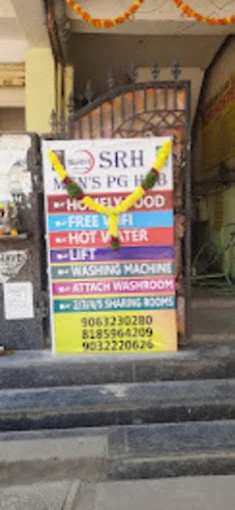 SRH
MEN'S PG HUB
HOMELY FOOD
FREE WIFI
HOT WATER
LIFT
WASHING MACHINE
ATTACH WASHROOM
2/3/4/5 SHARING ROOMS
9063230280
8185964209
9032220626